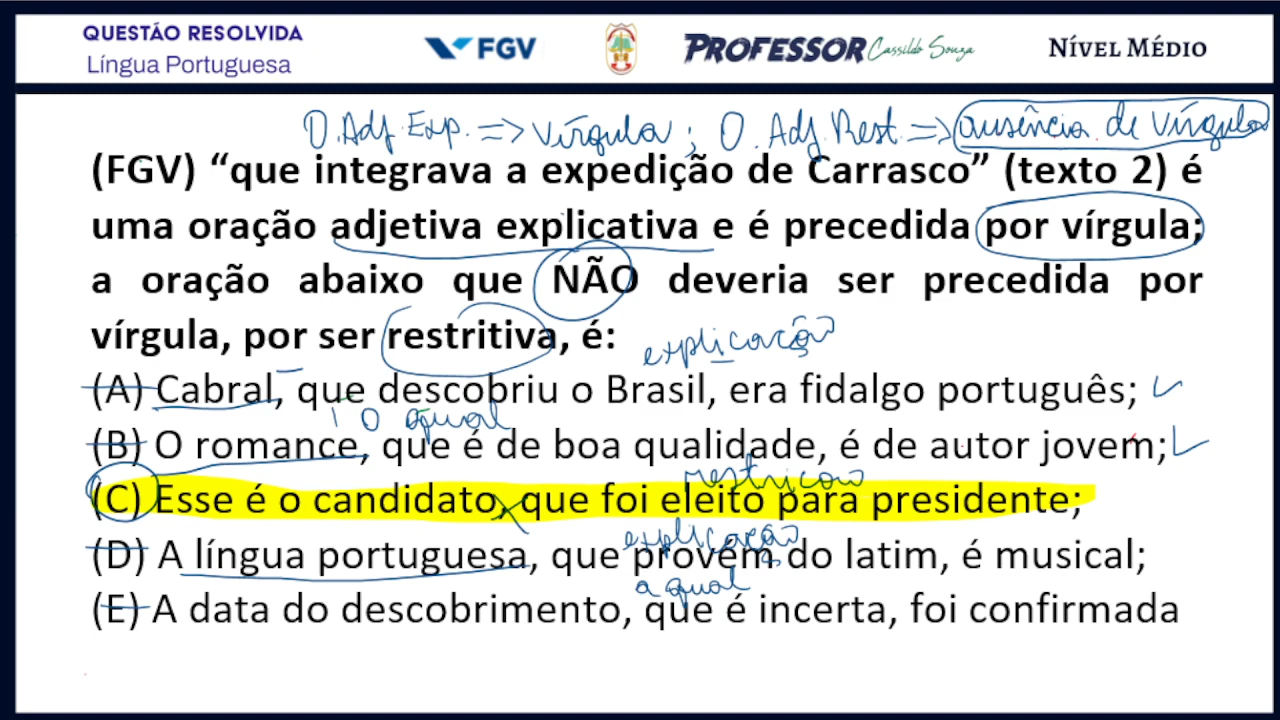 QUESTÃO RESOLVIDA
Língua Portuguesa
FGV
PROFESSOR Cassildo Souza
NÍVEL MÉDIO
O. Adj. Exp. => vírgula ; O. Adj. Rest. => ausência de vírgula
(FGV) “que integrava a expedição de Carrasco” (texto 2) é
uma oração adjetiva explicativa e é precedida por vírgula;
a oração abaixo que NÃO deveria ser precedida por
vírgula, por ser restritiva, é:
explicação
(A) Cabral, que descobriu o Brasil, era fidalgo português;
o qual
(B) O romance, que é de boa qualidade, é de autor jovem;
restrição
(C) Esse é o candidato, que foi eleito para presidente;
explicação
(D) A língua portuguesa, que provém do latim, é musical;
a qual
(E) A data do descobrimento, que é incerta, foi confirmada